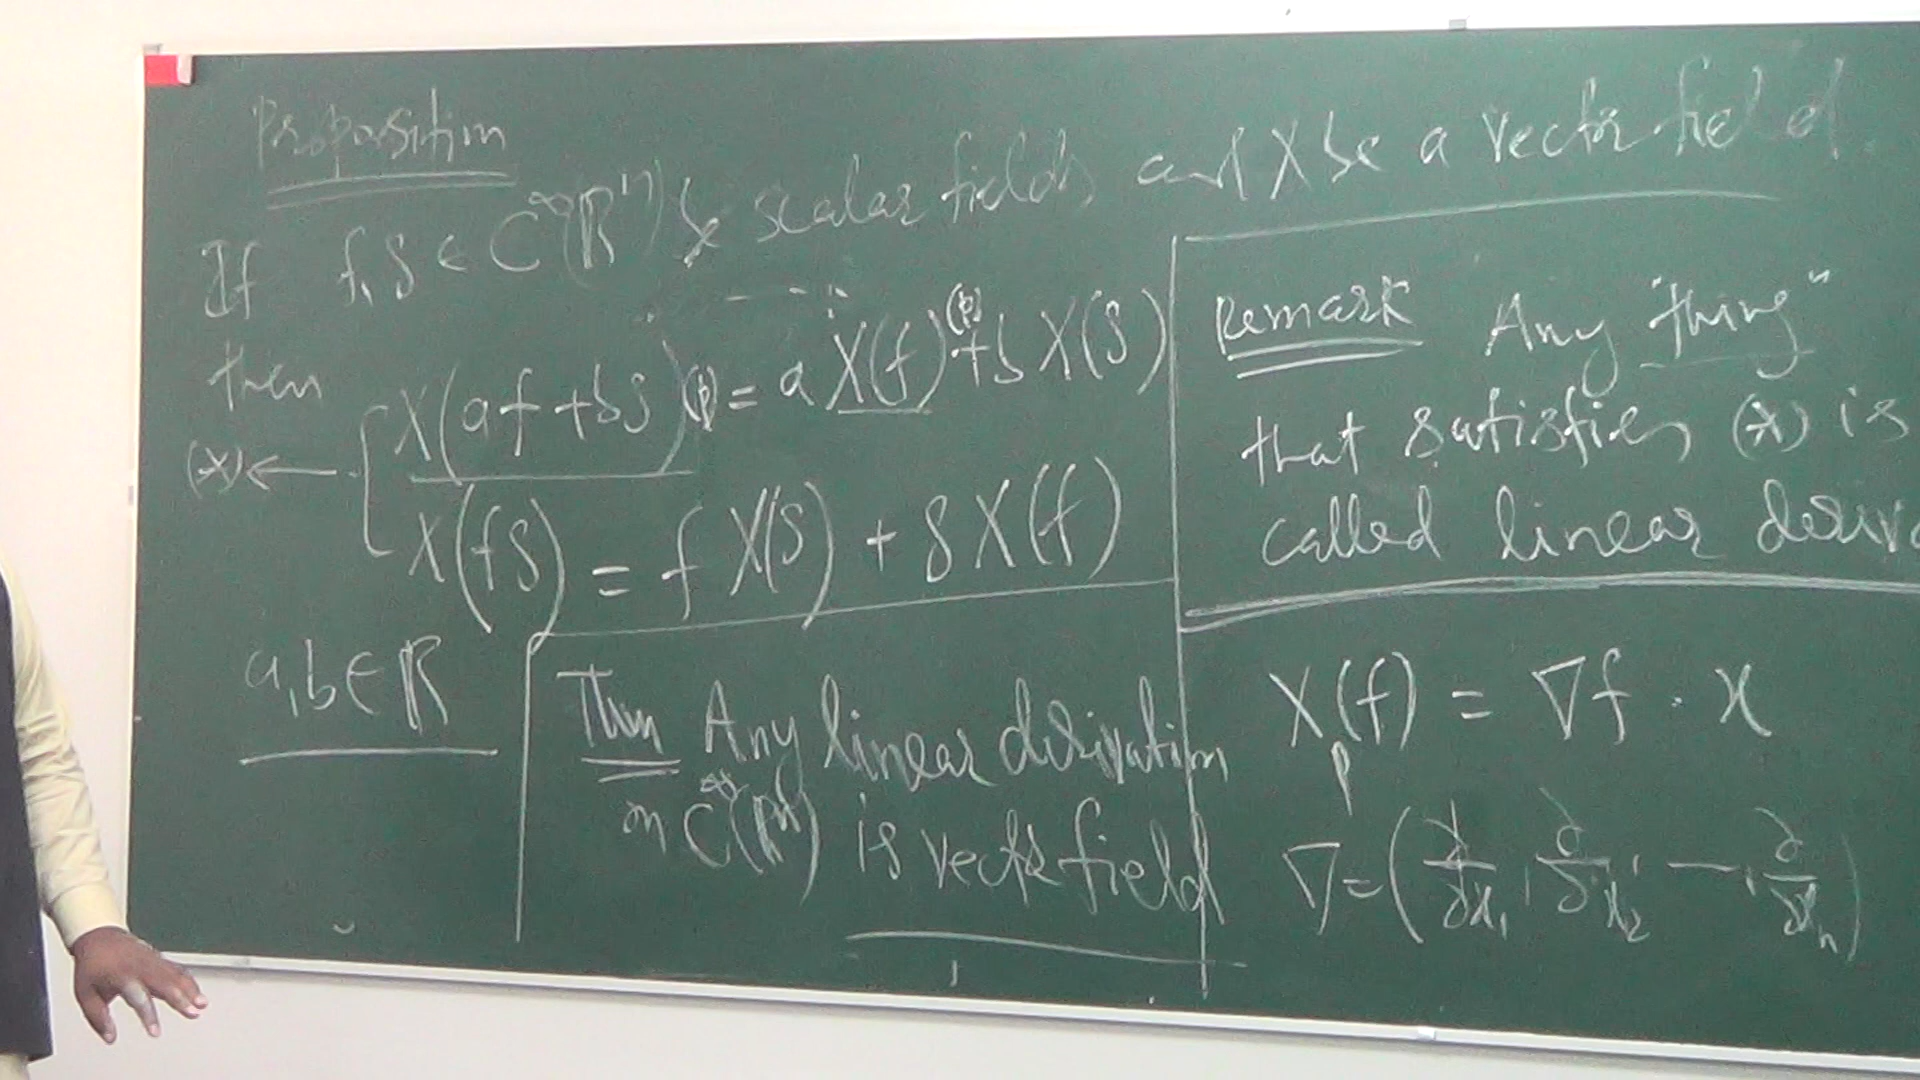 Proposition
If f, g ∈ C^∞(R^n) be scalar fields and X be a vector field
then
X(af + bg)(p) = a X(f)(p) + b X(g)
(*) ←
X(fg) = f X(g) + g X(f)
a, b ∈ R
Thm Any linear derivation
on C^∞(R^n) is vector field
Remark Any "thing"
that satisfies (*) is
called linear deriva
X_p(f) = ∇f · x
∇ = (∂/∂x_1, ∂/∂x_2, —, ∂/∂x_n)